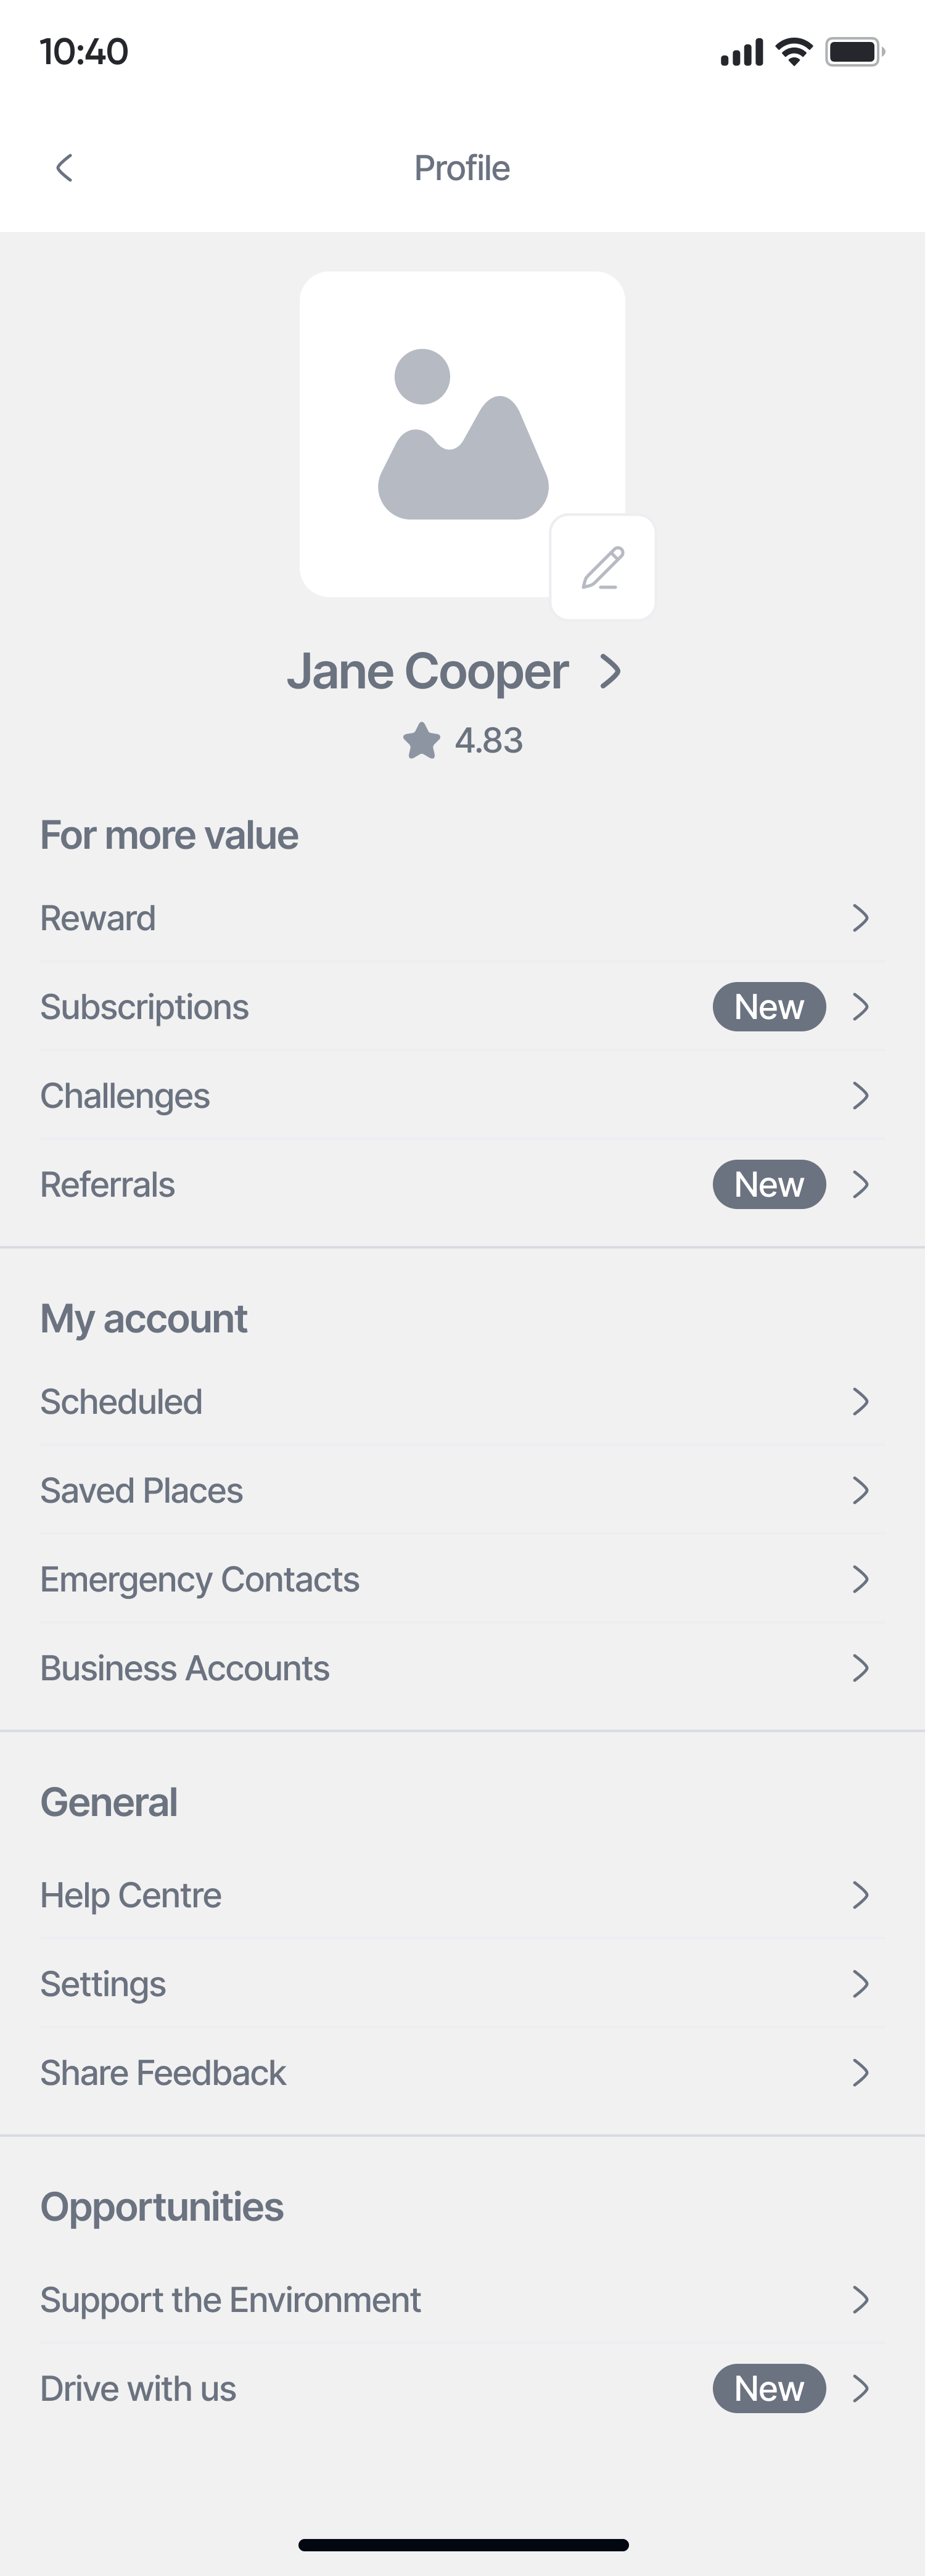 10:40
Profile
Jane Cooper
4.83
For more value
Reward
Subscriptions New
Challenges
Referrals New
My account
Scheduled
Saved Places
Emergency Contacts
Business Accounts
General
Help Centre
Settings
Share Feedback
Opportunities
Support the Environment
Drive with us New